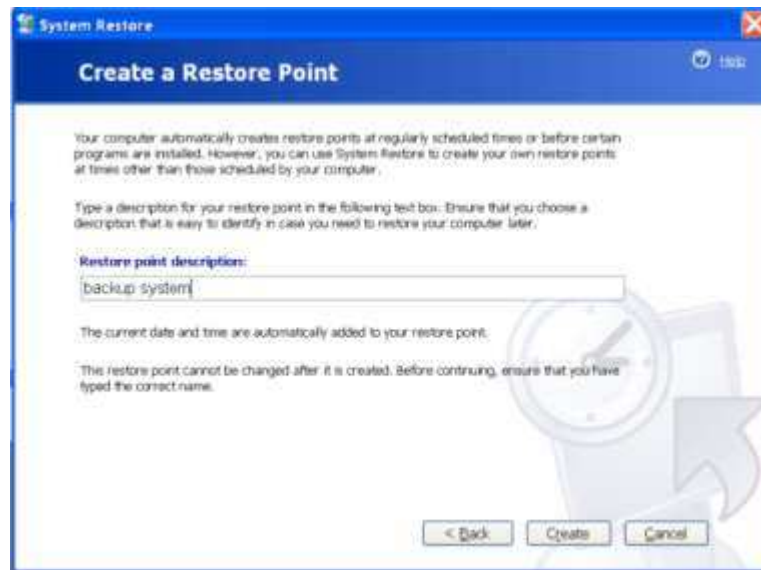 System Restore
Create a Restore Point
Help
Your computer automatically creates restore points at regularly scheduled times or before certain
programs are installed. However, you can use System Restore to create your own restore points
at times other than those scheduled by your computer.
Type a description for your restore point in the following text box. Ensure that you choose a
description that is easy to identify in case you need to restore your computer later.
Restore point description:
backup system
The current date and time are automatically added to your restore point.
This restore point cannot be changed after it is created. Before continuing, ensure that you have
typed the correct name.
< Back
Create
Cancel